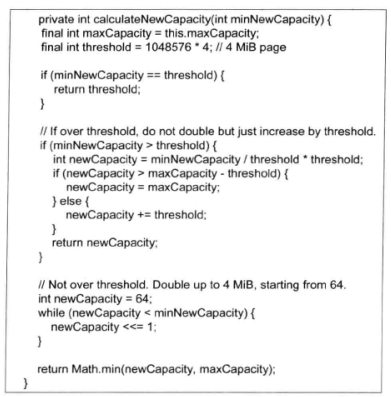 private int calculateNewCapacity(int minNewCapacity) {
final int maxCapacity = this.maxCapacity;
final int threshold = 1048576 * 4; // 4 MiB page
if (minNewCapacity == threshold) {
return threshold;
}
// If over threshold, do not double but just increase by threshold.
if (minNewCapacity > threshold) {
int newCapacity = minNewCapacity / threshold * threshold;
if (newCapacity > maxCapacity - threshold) {
newCapacity = maxCapacity;
} else {
newCapacity += threshold;
}
return newCapacity;
}
// Not over threshold. Double up to 4 MiB, starting from 64.
int newCapacity = 64;
while (newCapacity < minNewCapacity) {
newCapacity <<= 1;
}
return Math.min(newCapacity, maxCapacity);
}